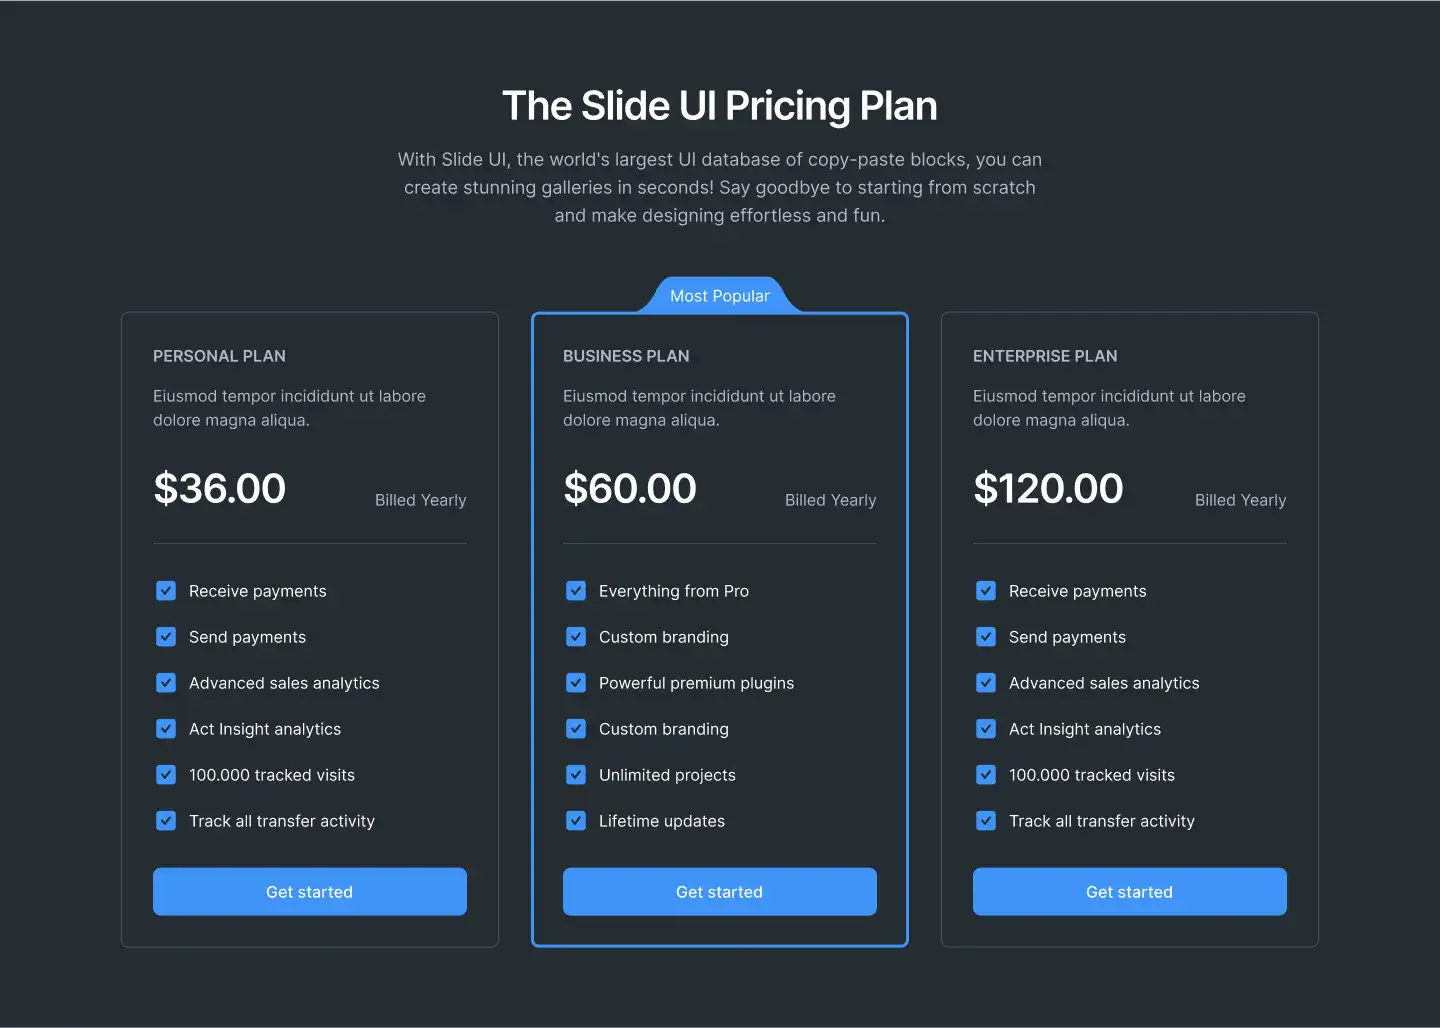 The Slide UI Pricing Plan
With Slide UI, the world's largest UI database of copy-paste blocks, you can
create stunning galleries in seconds! Say goodbye to starting from scratch
and make designing effortless and fun.
PERSONAL PLAN
Eiusmod tempor incididunt ut labore
dolore magna aliqua.
$36.00
Billed Yearly
Receive payments
Send payments
Advanced sales analytics
Act Insight analytics
100.000 tracked visits
Track all transfer activity
Get started
Most Popular
BUSINESS PLAN
Eiusmod tempor incididunt ut labore
dolore magna aliqua.
$60.00
Billed Yearly
Everything from Pro
Custom branding
Powerful premium plugins
Custom branding
Unlimited projects
Lifetime updates
Get started
ENTERPRISE PLAN
Eiusmod tempor incididunt ut labore
dolore magna aliqua.
$120.00
Billed Yearly
Receive payments
Send payments
Advanced sales analytics
Act Insight analytics
100.000 tracked visits
Track all transfer activity
Get started